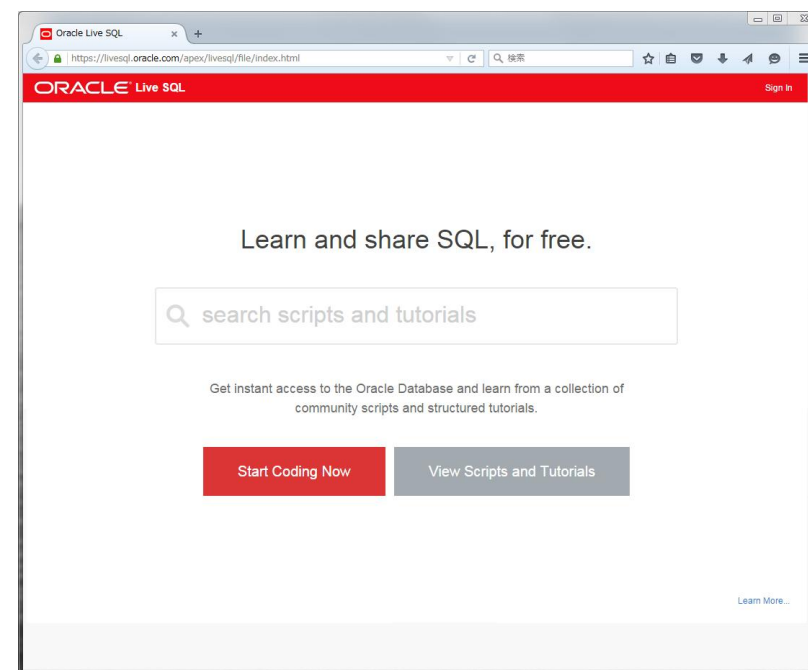 Oracle Live SQL
https://livesql.oracle.com/apex/livesql/file/index.html
検索
ORACLE Live SQL
Sign In
Learn and share SQL, for free.
search scripts and tutorials
Get instant access to the Oracle Database and learn from a collection of
community scripts and structured tutorials.
Start Coding Now
View Scripts and Tutorials
Learn More...